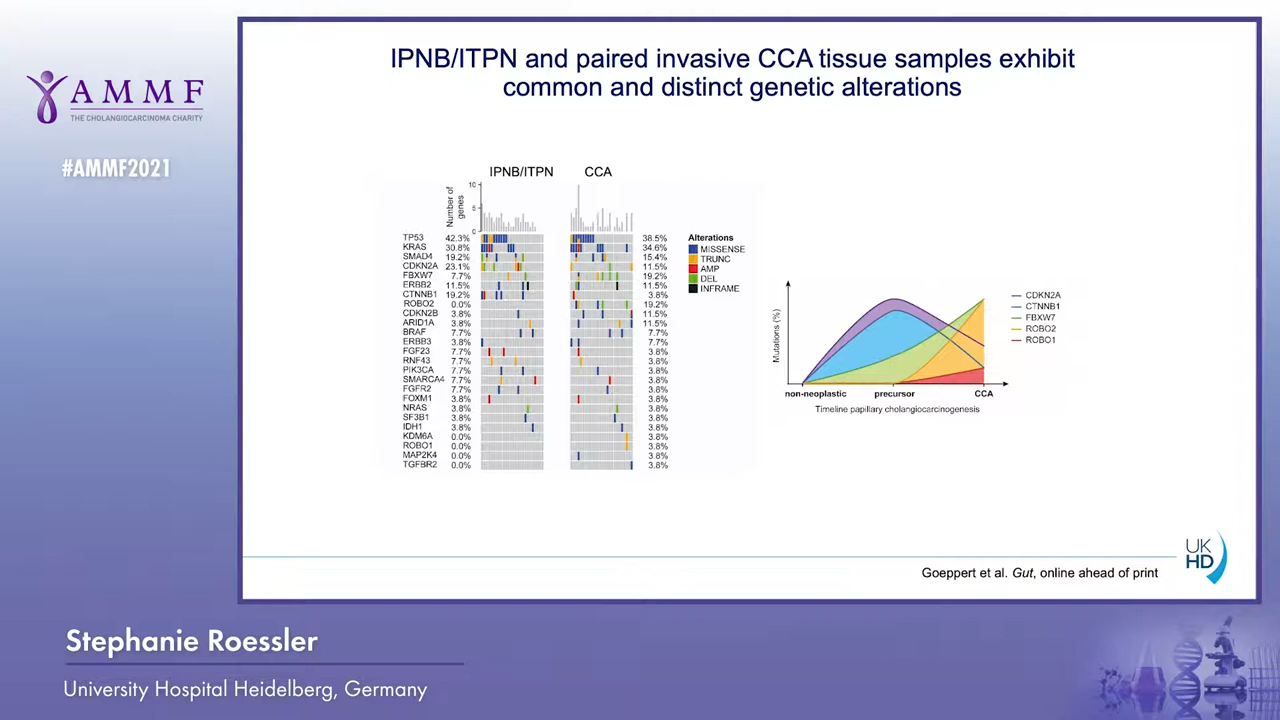 AMMF
THE CHOLANGIOCARCINOMA CHARITY
#AMMF2021
IPNB/ITPN and paired invasive CCA tissue samples exhibit
common and distinct genetic alterations
IPNB/ITPN CCA
Number of
genes
10
5
0
TP53 42.3% 38.5%
KRAS 30.8% 34.6%
SMAD4 19.2% 15.4%
CDKN2A 23.1% 11.5%
FBXW7 7.7% 19.2%
ERBB2 11.5% 11.5%
CTNNB1 19.2% 3.8%
ROBO2 0.0% 19.2%
CDKN2B 3.8% 11.5%
ARID1A 3.8% 11.5%
BRAF 7.7% 7.7%
ERBB3 3.8% 7.7%
FGF23 7.7% 3.8%
RNF43 7.7% 3.8%
PIK3CA 7.7% 3.8%
SMARCA4 7.7% 3.8%
FGFR2 7.7% 3.8%
FOXM1 3.8% 3.8%
NRAS 3.8% 3.8%
SF3B1 3.8% 3.8%
IDH1 3.8% 3.8%
KDM6A 0.0% 3.8%
ROBO1 0.0% 3.8%
MAP2K4 0.0% 3.8%
TGFBR2 0.0% 3.8%
Alterations
MISSENSE
TRUNC
AMP
DEL
INFRAME
Mutations (%)
non-neoplastic precursor CCA
Timeline papillary cholangiocarcinogenesis
CDKN2A
CTNNB1
FBXW7
ROBO2
ROBO1
Goeppert et al. Gut, online ahead of print
UK
HD
Stephanie Roessler
University Hospital Heidelberg, Germany